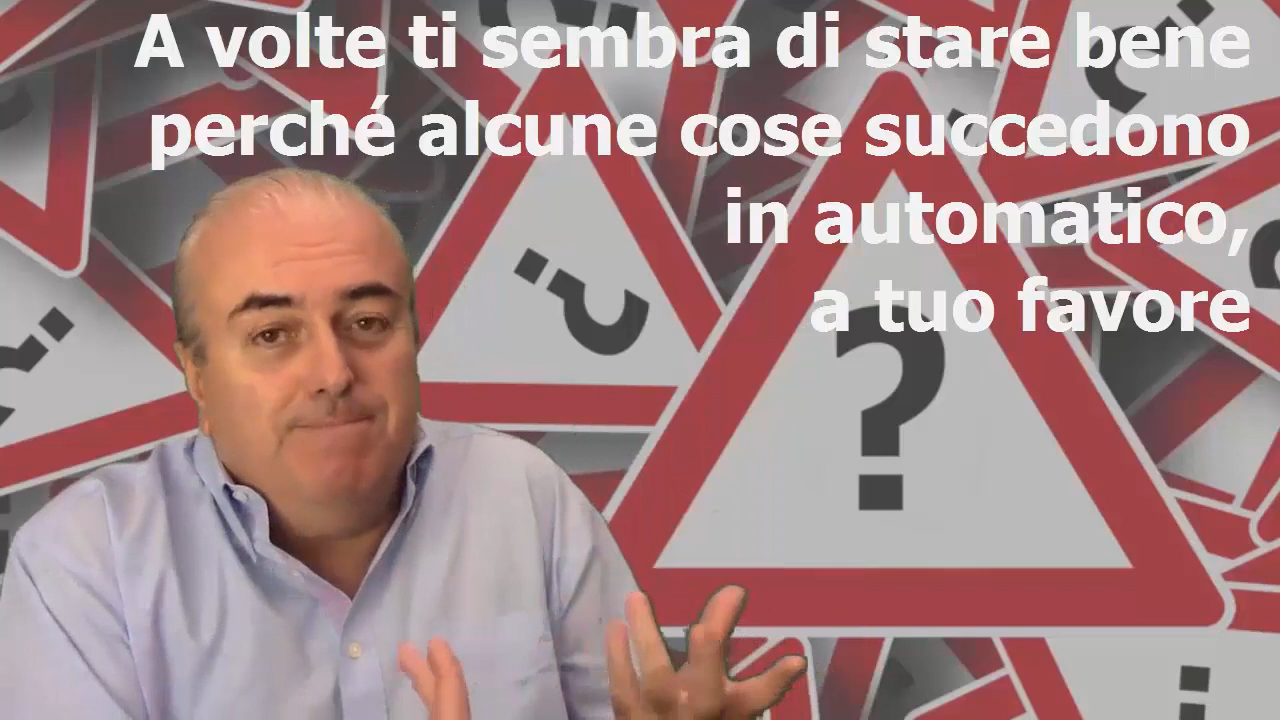 A volte ti sembra di stare bene
perché alcune cose succedono
in automatico,
a tuo favore
?
?
?
?
?